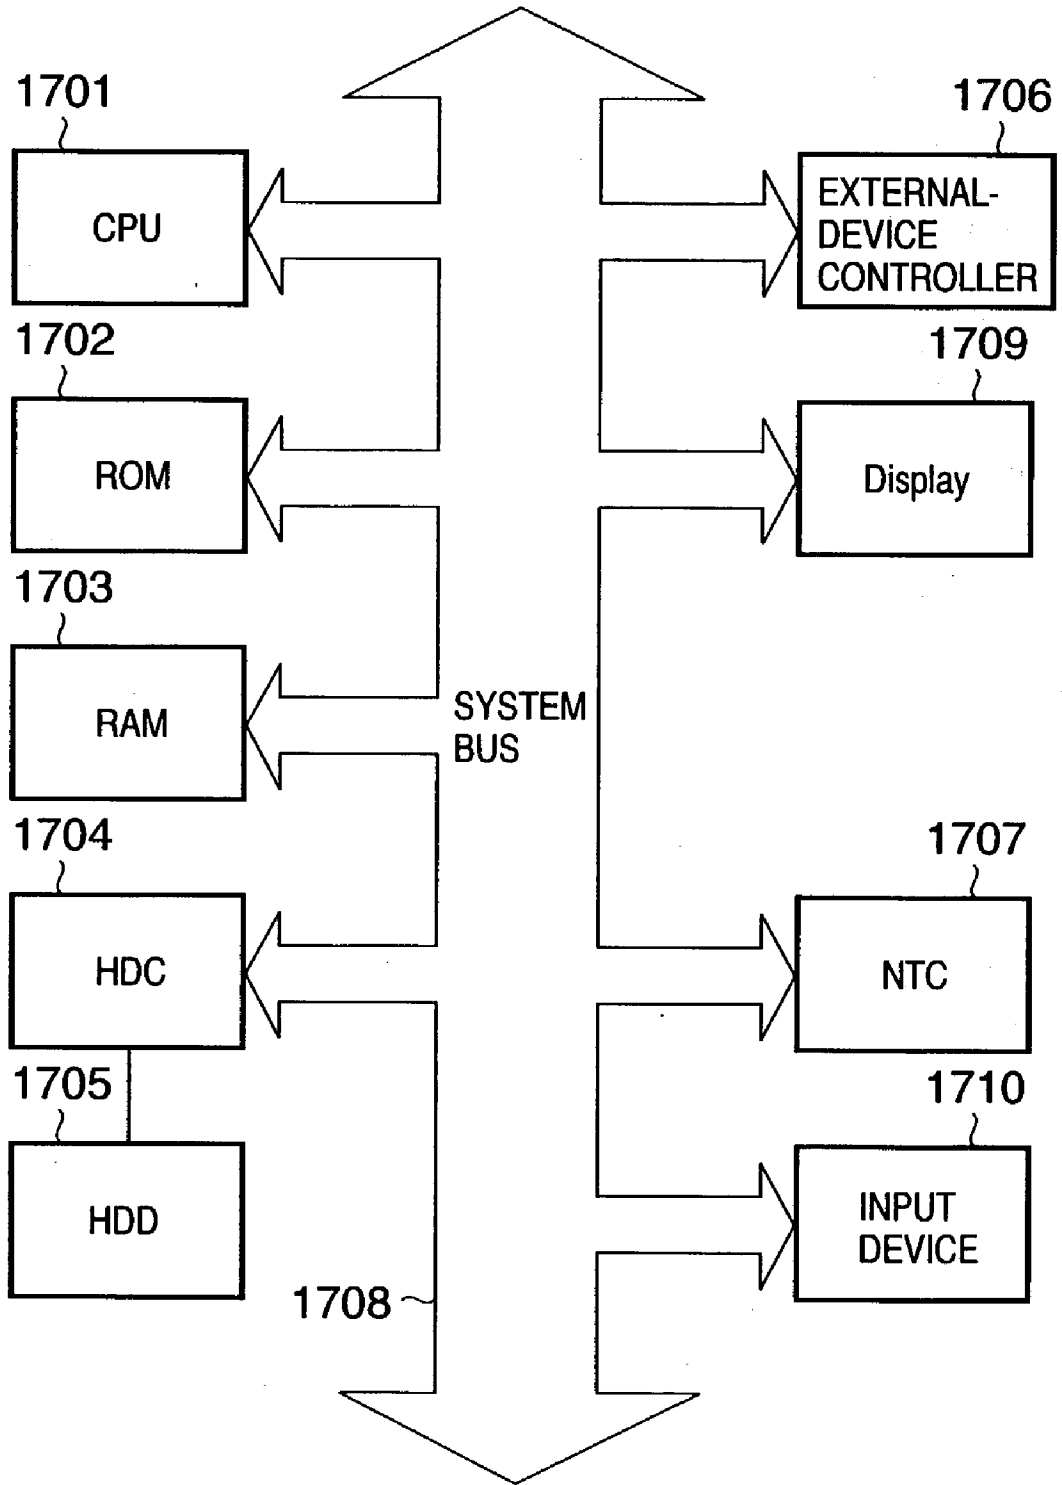 1701
CPU
1702
ROM
1703
RAM
1704
HDC
1705
HDD
SYSTEM
BUS
1708
1706
EXTERNAL-
DEVICE
CONTROLLER
1709
Display
1707
NTC
1710
INPUT
DEVICE